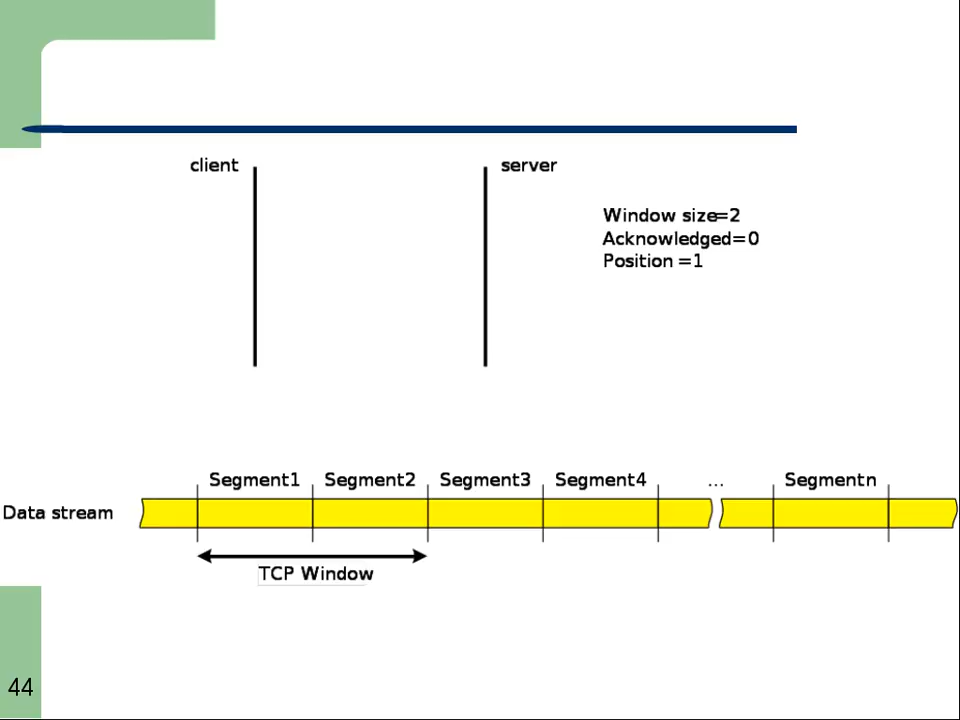 client
server
Window size=2
Acknowledged=0
Position =1
Segment1 Segment2 Segment3 Segment4 ... Segmentn
Data stream
TCP Window
44